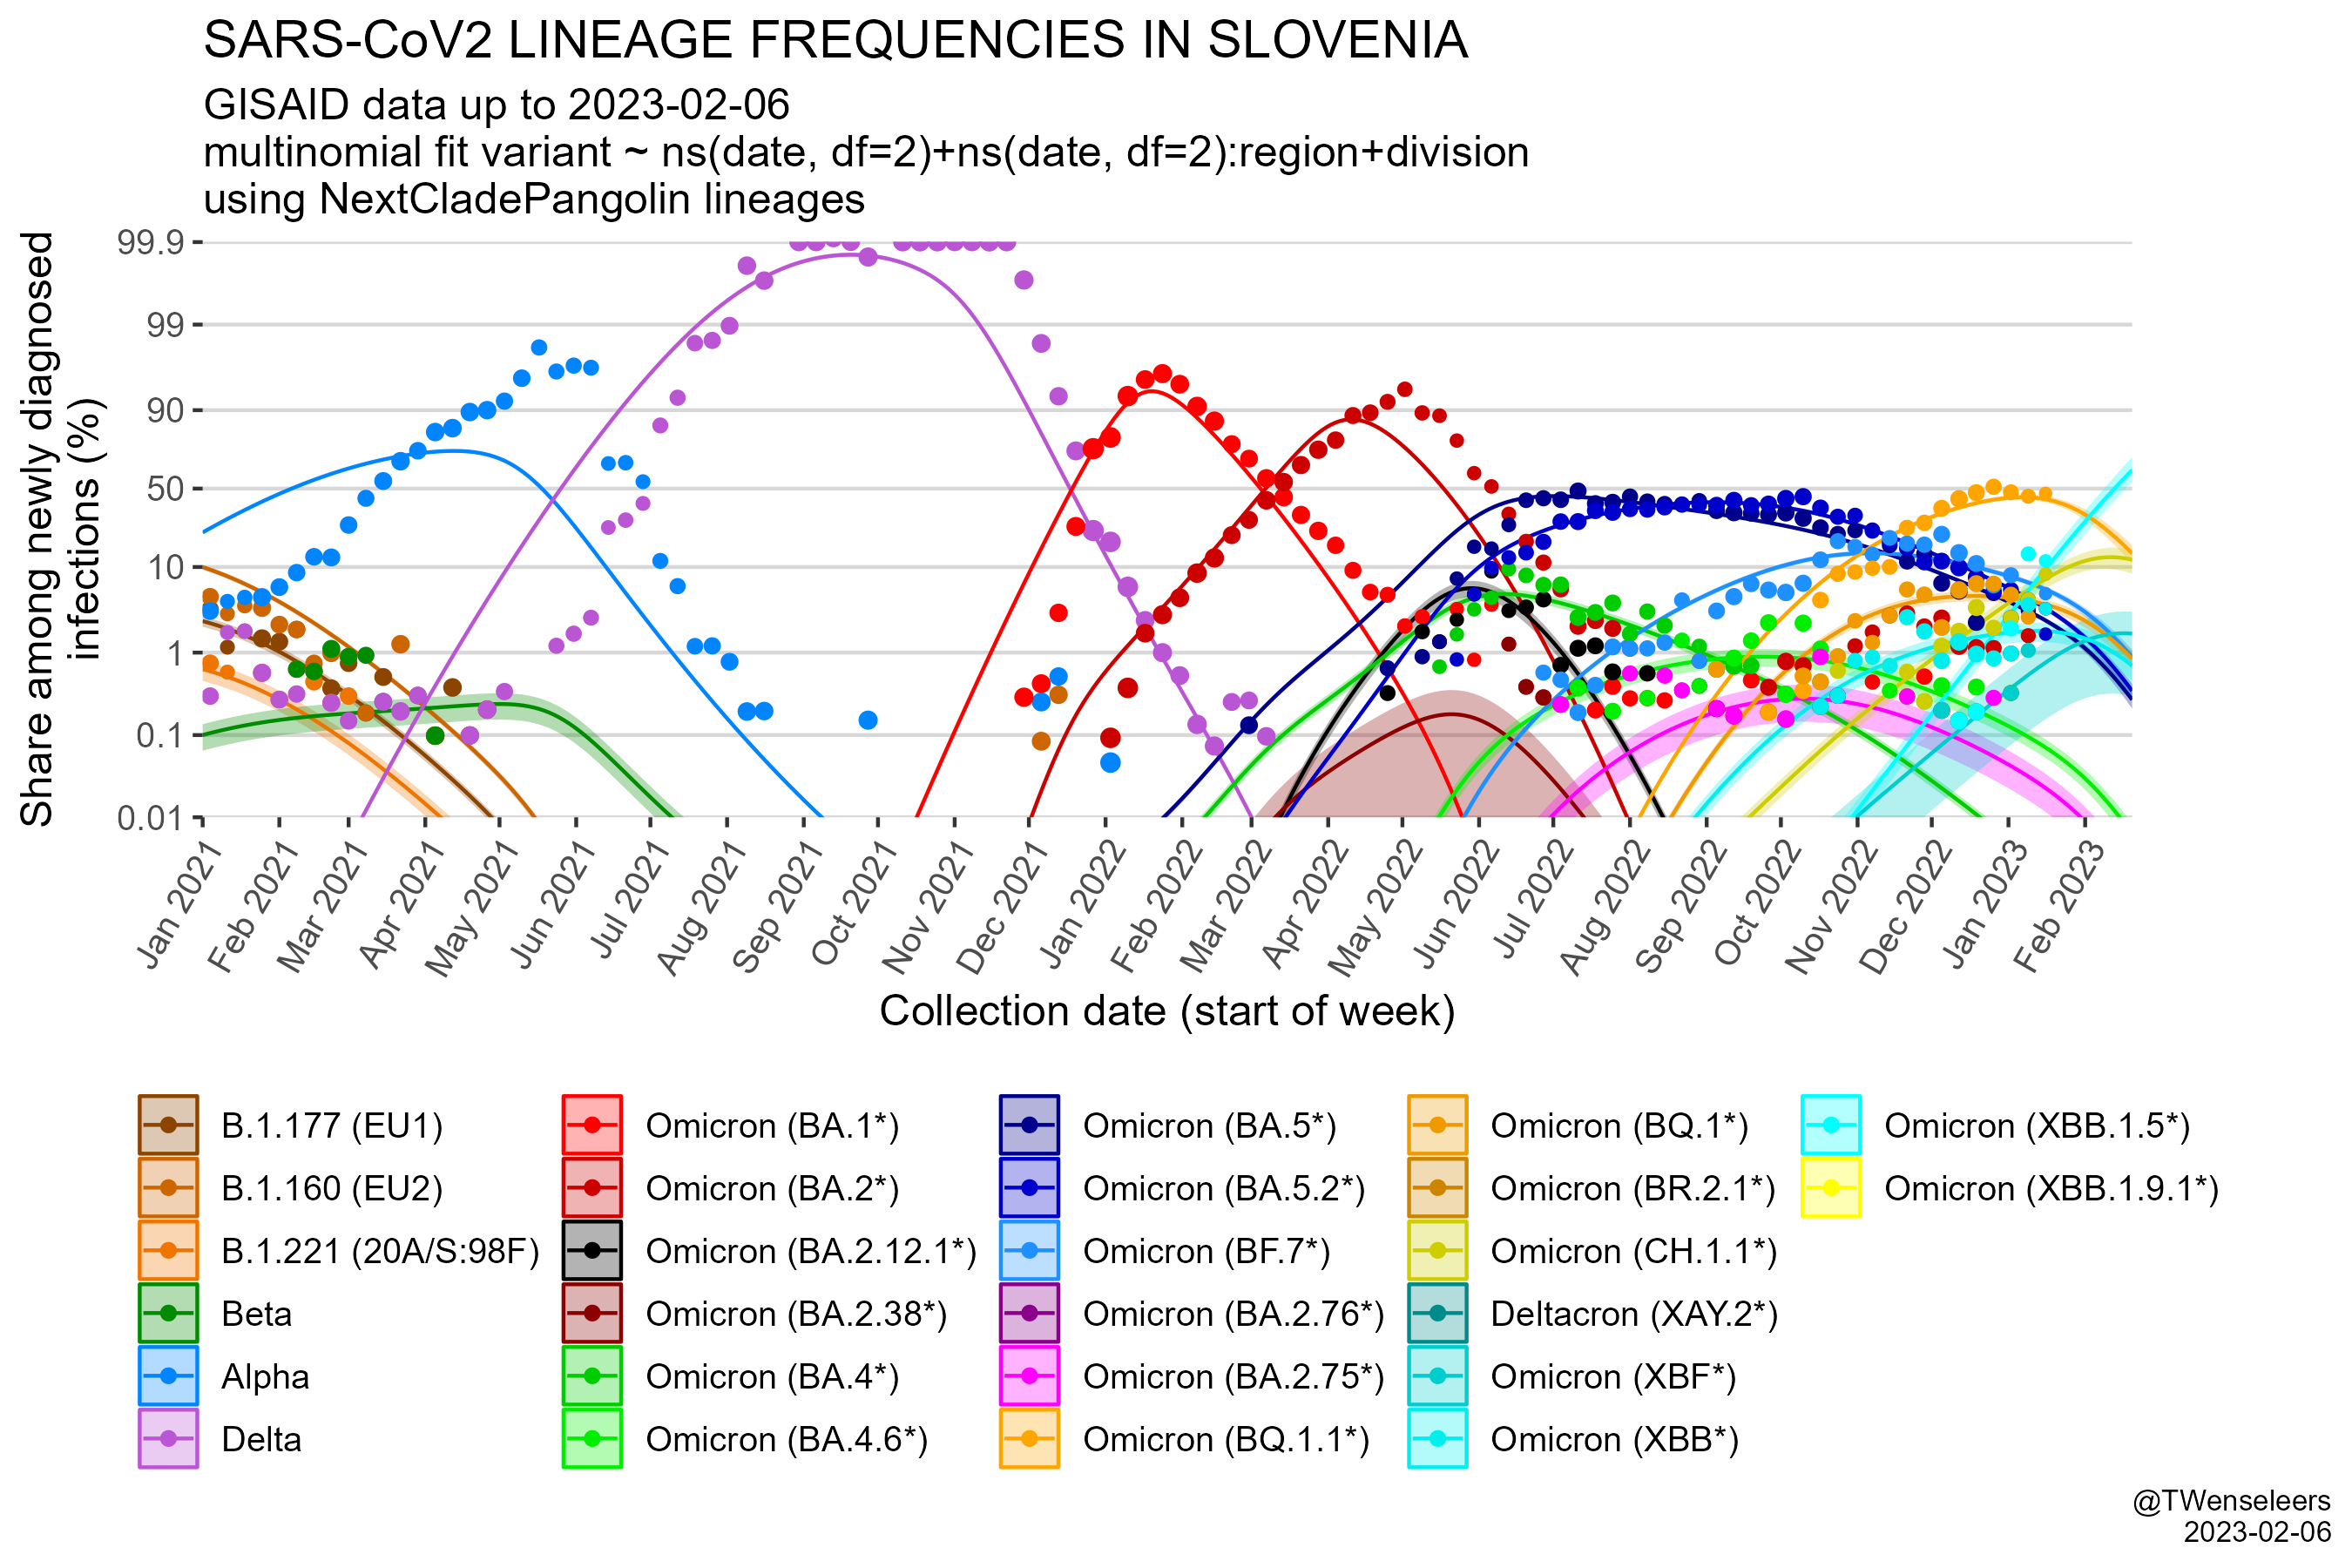 SARS-CoV2 LINEAGE FREQUENCIES IN SLOVENIA
GISAID data up to 2023-02-06
multinomial fit variant ~ ns(date, df=2)+ns(date, df=2):region+division
using NextCladePangolin lineages
Share among newly diagnosed
infections (%)
99.9
99
90
50
10
1
0.1
0.01
Jan 2021
Feb 2021
Mar 2021
Apr 2021
May 2021
Jun 2021
Jul 2021
Aug 2021
Sep 2021
Oct 2021
Nov 2021
Dec 2021
Jan 2022
Feb 2022
Mar 2022
Apr 2022
May 2022
Jun 2022
Jul 2022
Aug 2022
Sep 2022
Oct 2022
Nov 2022
Dec 2022
Jan 2023
Feb 2023
Collection date (start of week)
B.1.177 (EU1)
B.1.160 (EU2)
B.1.221 (20A/S:98F)
Beta
Alpha
Delta
Omicron (BA.1*)
Omicron (BA.2*)
Omicron (BA.2.12.1*)
Omicron (BA.2.38*)
Omicron (BA.4*)
Omicron (BA.4.6*)
Omicron (BA.5*)
Omicron (BA.5.2*)
Omicron (BF.7*)
Omicron (BA.2.76*)
Omicron (BA.2.75*)
Omicron (BQ.1.1*)
Omicron (BQ.1*)
Omicron (BR.2.1*)
Omicron (CH.1.1*)
Deltacron (XAY.2*)
Omicron (XBF*)
Omicron (XBB*)
Omicron (XBB.1.5*)
Omicron (XBB.1.9.1*)
@TWenseleers
2023-02-06